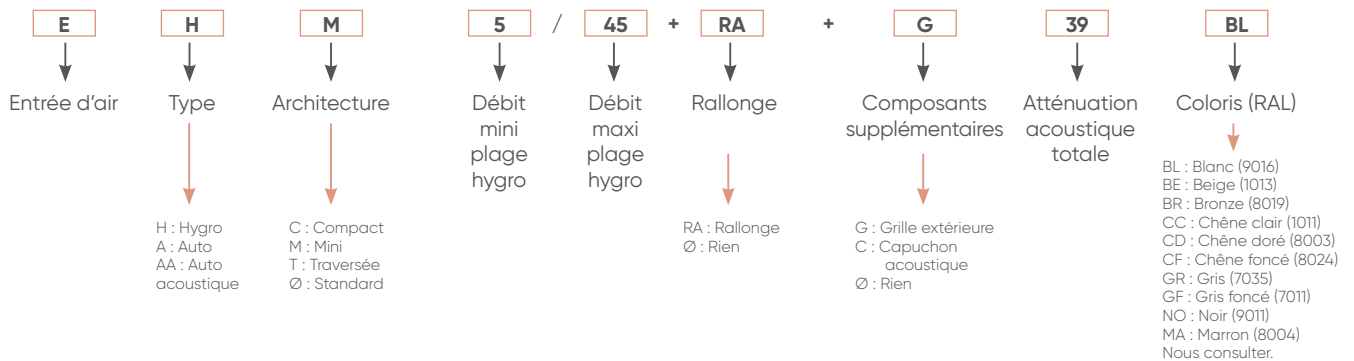 E H M 5 / 45 + RA + G 39 BL
Entrée d'air
Type
Architecture
Débit
mini
plage
hygro
Débit
maxi
plage
hygro
Rallonge
Composants
supplémentaires
Atténuation
acoustique
totale
Coloris (RAL)
H : Hygro
A : Auto
AA : Auto
acoustique
C : Compact
M : Mini
T : Traversée
Ø : Standard
RA : Rallonge
Ø : Rien
G : Grille extérieure
C : Capuchon
acoustique
Ø : Rien
BL : Blanc (9016)
BE : Beige (1013)
BR : Bronze (8019)
CC : Chêne clair (1011)
CD : Chêne doré (8003)
CF : Chêne foncé (8024)
GR : Gris (7035)
GF : Gris foncé (7011)
NO : Noir (9011)
MA : Marron (8004)
Nous consulter.